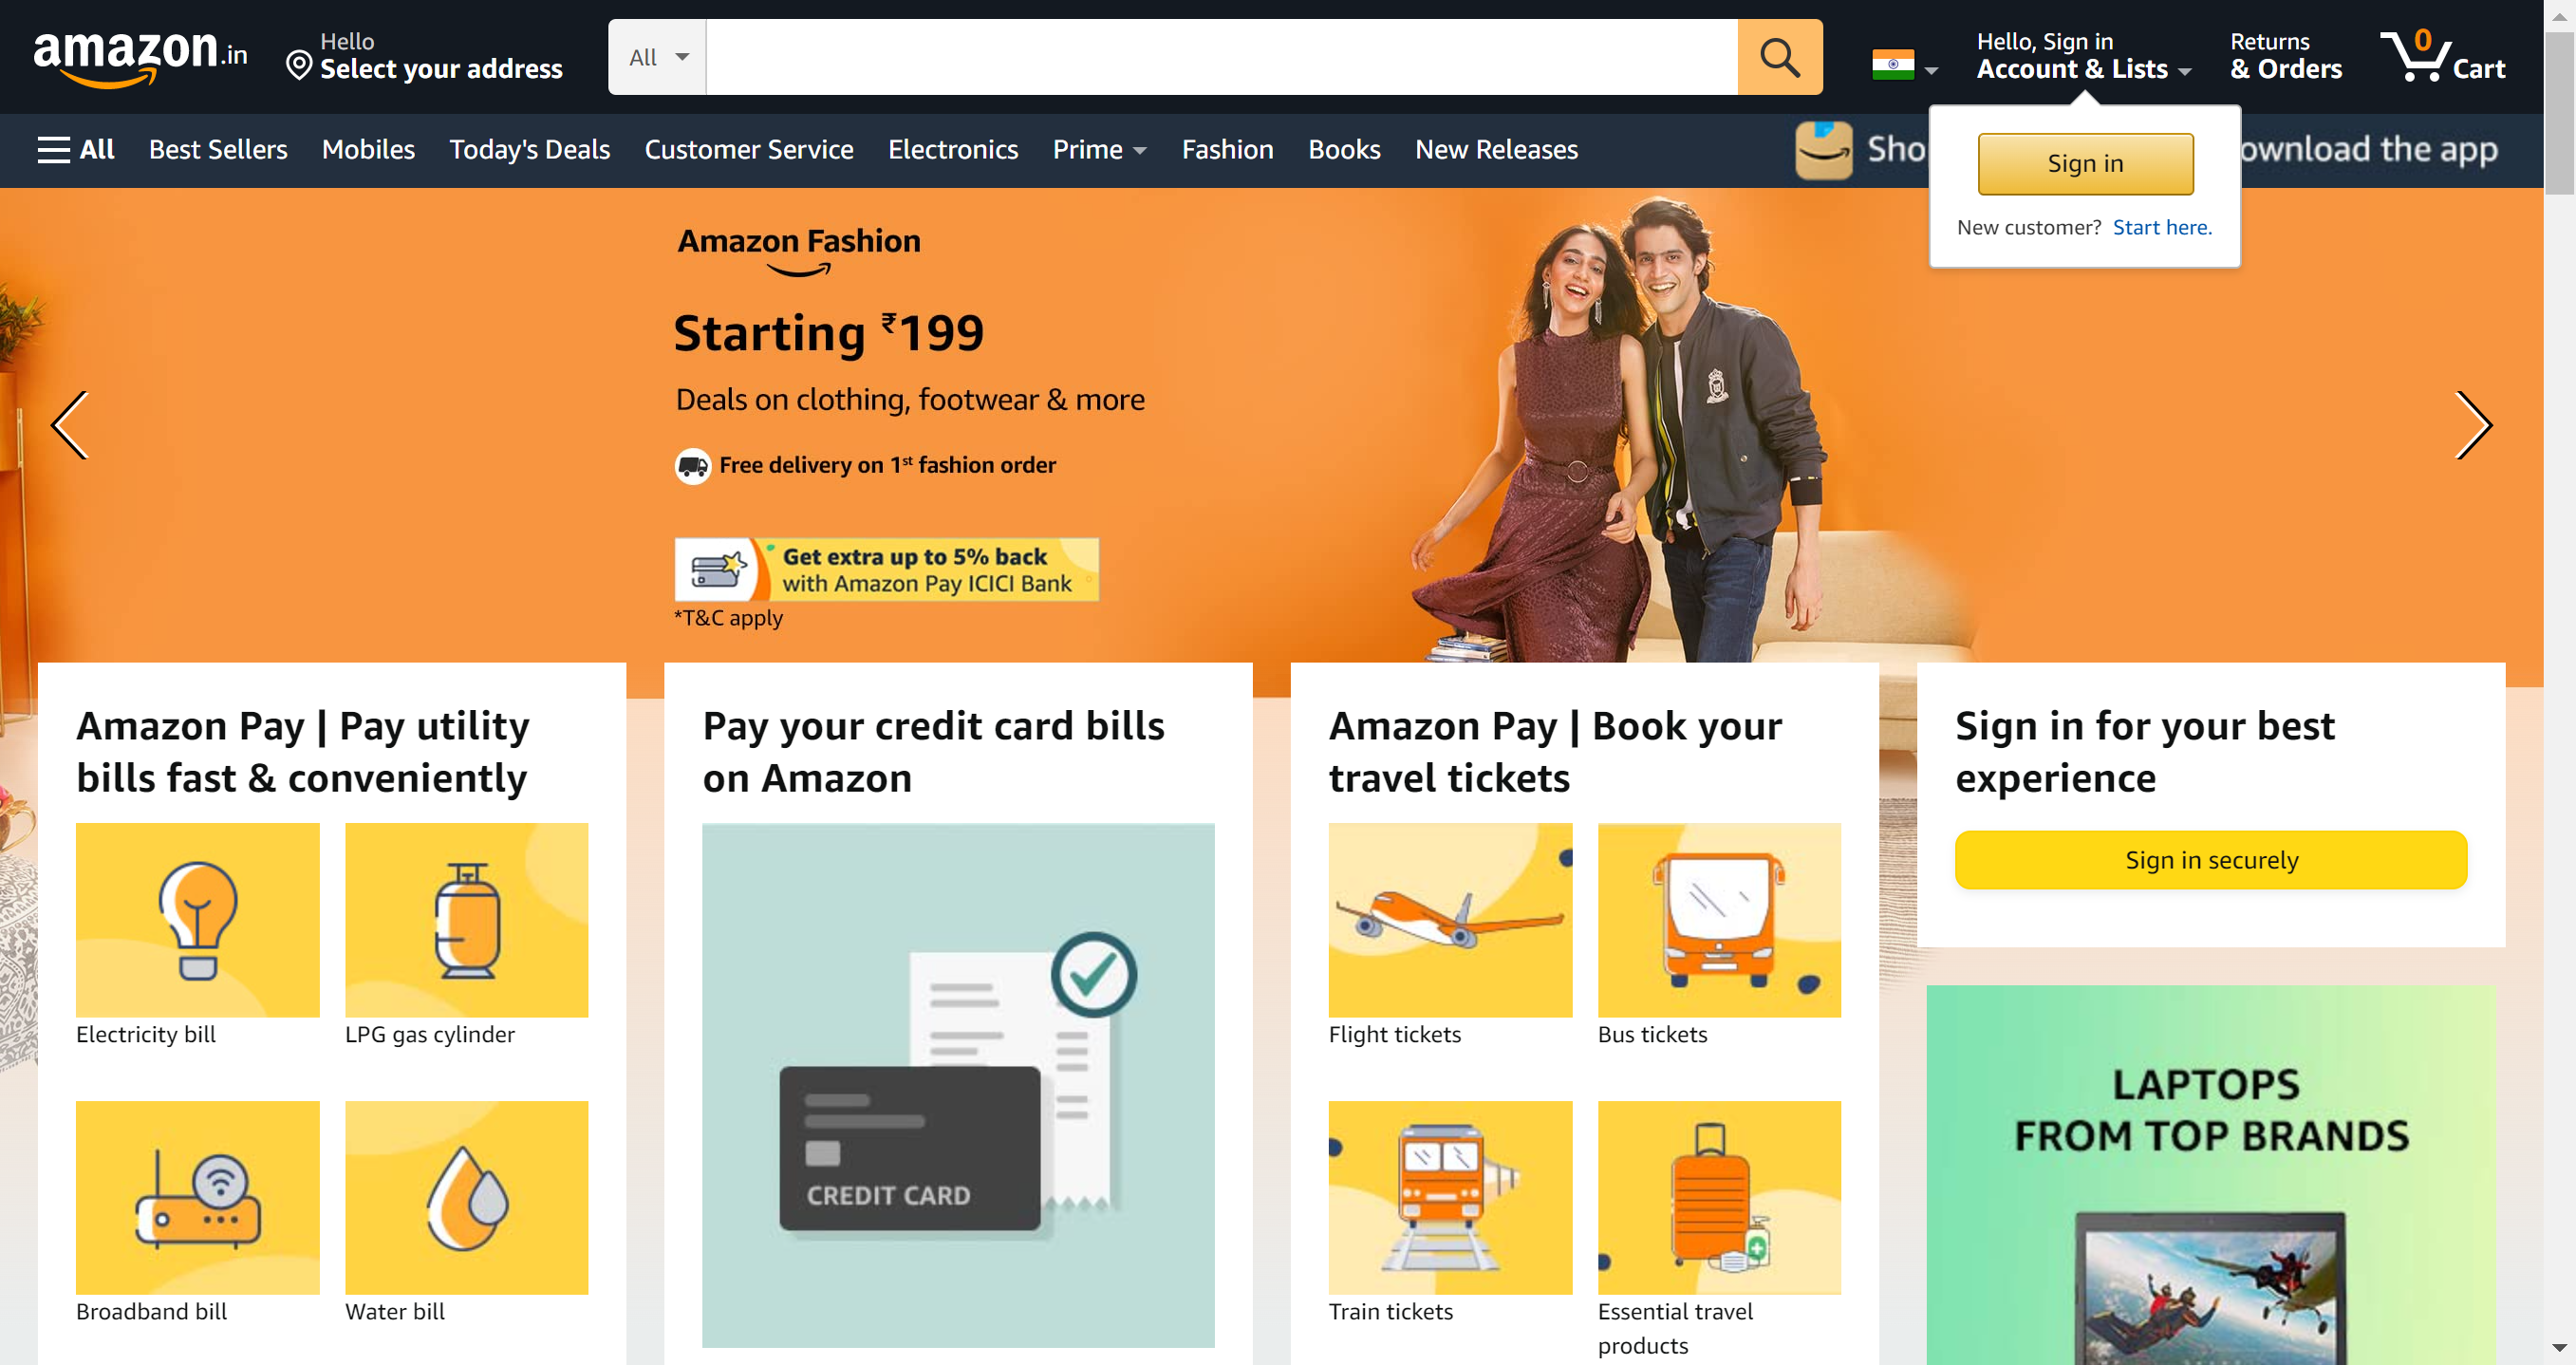 amazon.in
Hello
Select your address
All
Hello, Sign in
Account & Lists
Returns
& Orders
0
Cart
All
Best Sellers
Mobiles
Today's Deals
Customer Service
Electronics
Prime
Fashion
Books
New Releases
Sign in
New customer? Start here.
the app
Amazon Fashion
Starting ₹199
Deals on clothing, footwear & more
Free delivery on 1st fashion order
Get extra up to 5% back
with Amazon Pay ICICI Bank
*T&C apply
Amazon Pay | Pay utility
bills fast & conveniently
Electricity bill
LPG gas cylinder
Broadband bill
Water bill
Pay your credit card bills
on Amazon
CREDIT CARD
Amazon Pay | Book your
travel tickets
Flight tickets
Bus tickets
Train tickets
Essential travel
products
Sign in for your best
experience
Sign in securely
LAPTOPS
FROM TOP BRANDS